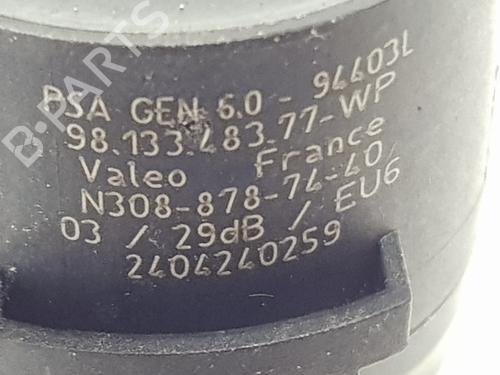 PSA GEN 6.0 - 94403L
98.133.483.77-WP
Valeo France
N308-878-74-40
03 / 29dB / EU6
2404240259
B-PARTS